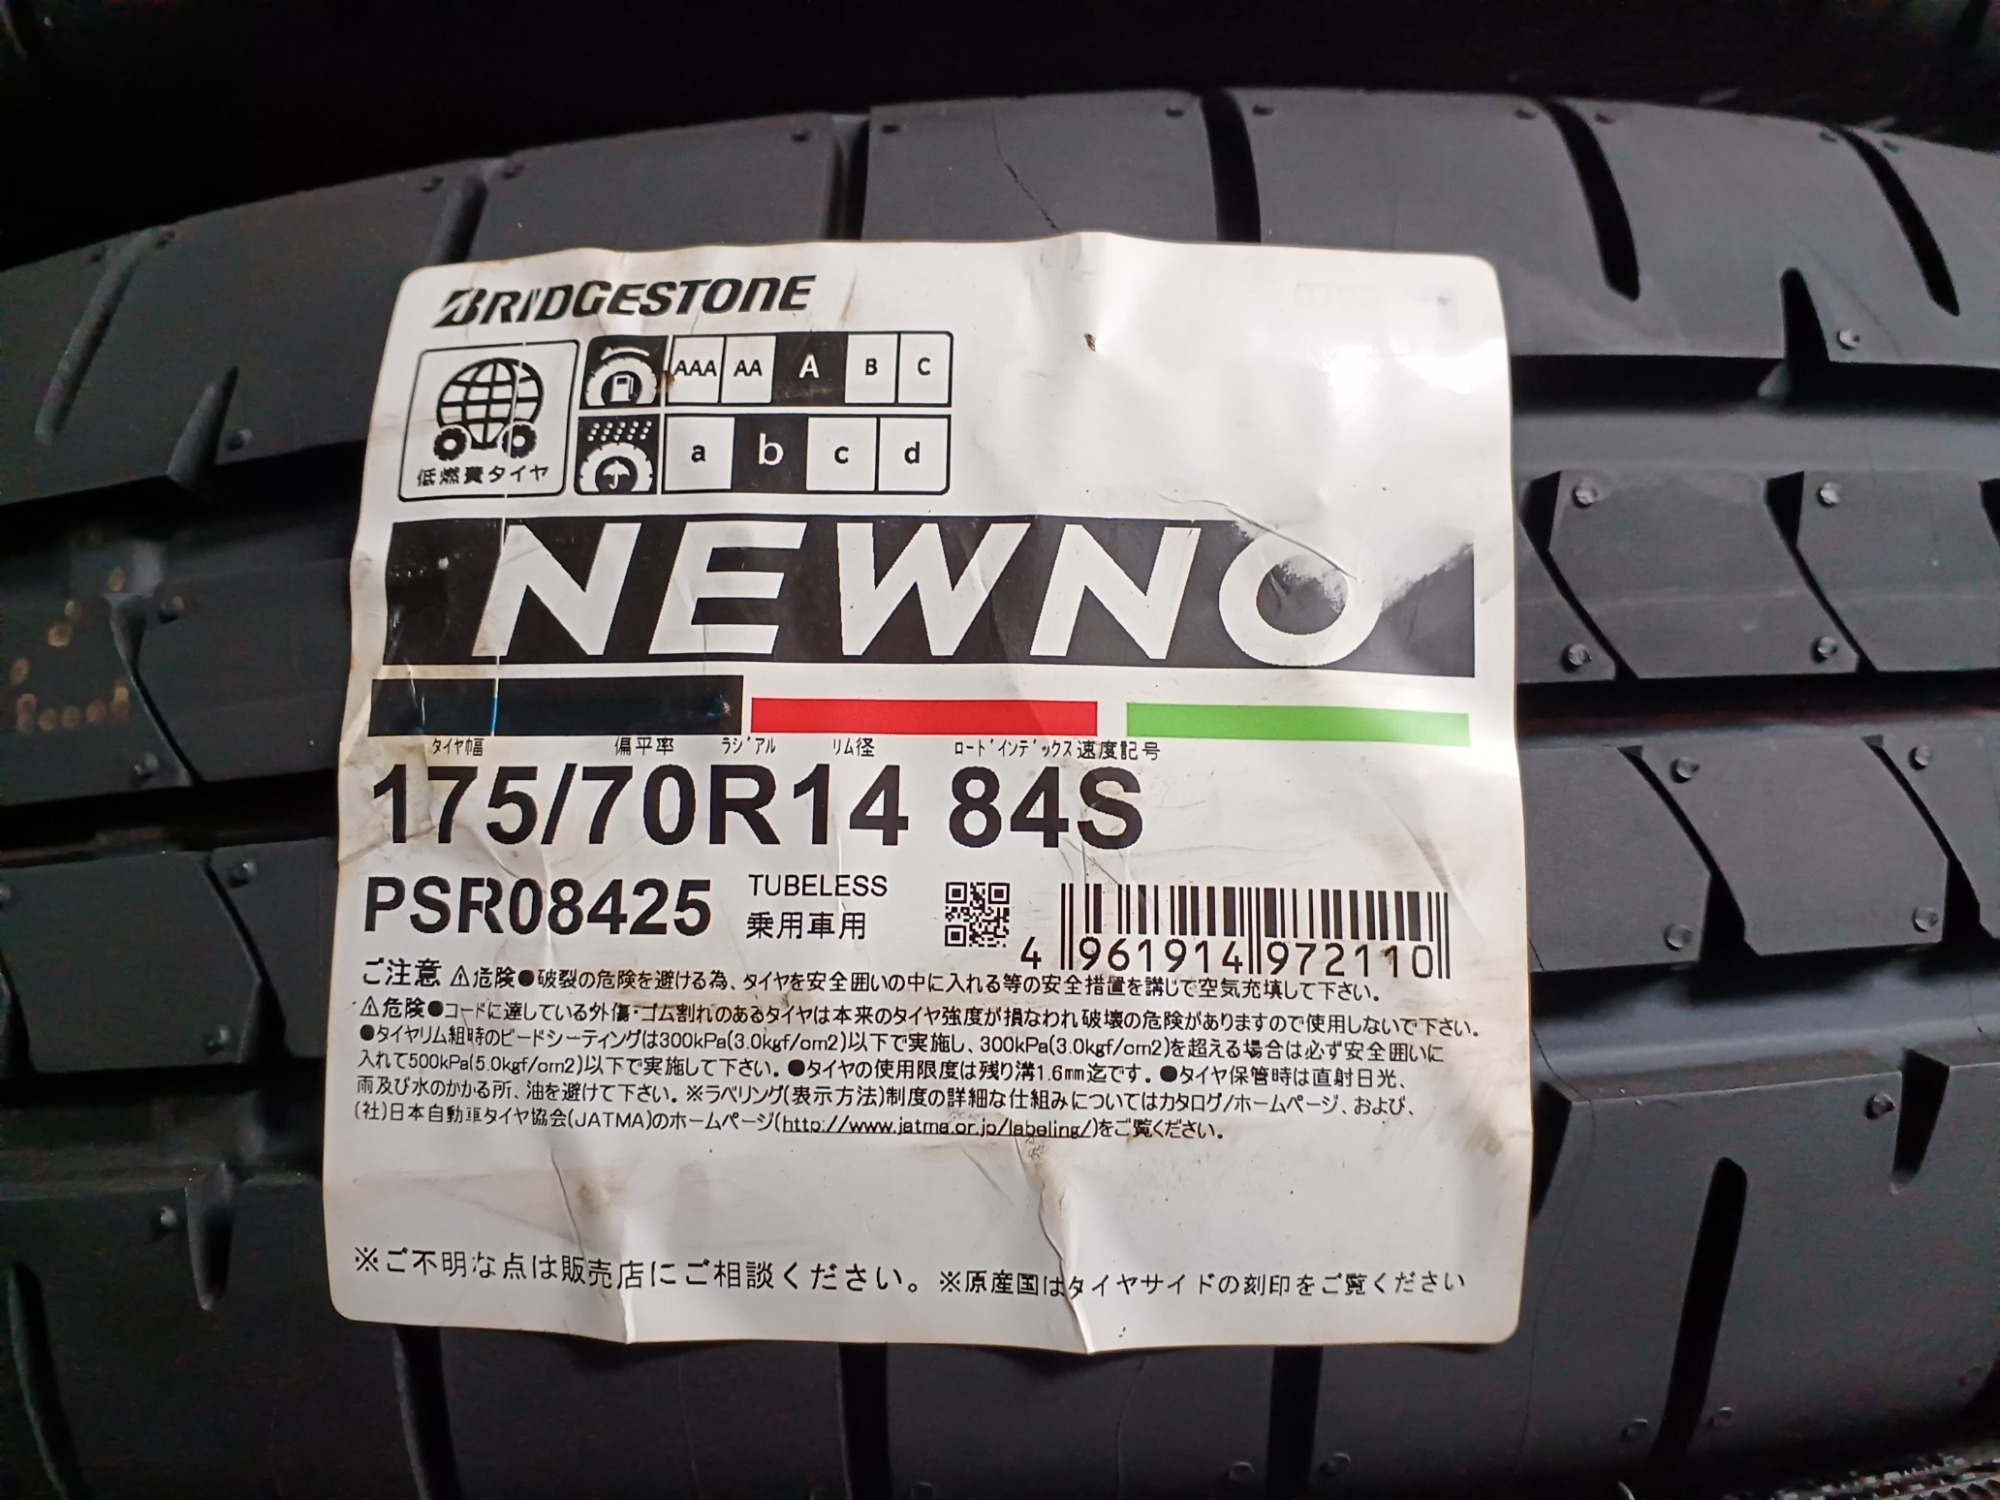 BRIDGESTONE
AAA AA A B C
低燃費タイヤ
a b c d
NEWNO
タイヤ巾幅 偏平率 ラジアル リム径 ロードインデックス 速度記号
175/70R14 84S
PSR08425 TUBELESS
乗用車用
4 961914 972110
ご注意 ⚠危険●破裂の危険を避ける為、タイヤを安全囲いの中に入れる等の安全措置を講じて空気充填して下さい。
⚠危険●コードに達している外傷・ゴム割れのあるタイヤは本来のタイヤ強度が損なわれ破壊の危険がありますので使用しないで下さい。
●タイヤリム組時のビードシーティングは300kPa(3.0kgf/cm2)以下で実施し、300kPa(3.0kgf/cm2)を超える場合は必ず安全囲いに
入れて500kPa(5.0kgf/cm2)以下で実施して下さい。●タイヤの使用限度は残り溝1.6mm迄です。●タイヤ保管時は直射日光、
雨及び水のかかる所、油を避けて下さい。※ラベリング(表示方法)制度の詳細な仕組みについてはカタログ/ホームページ、および、
(社)日本自動車タイヤ協会(JATMA)のホームページ(http://www.jatma.or.jp/labeling/)をご覧ください。
※ご不明な点は販売店にご相談ください。※原産国はタイヤサイドの刻印をご覧ください